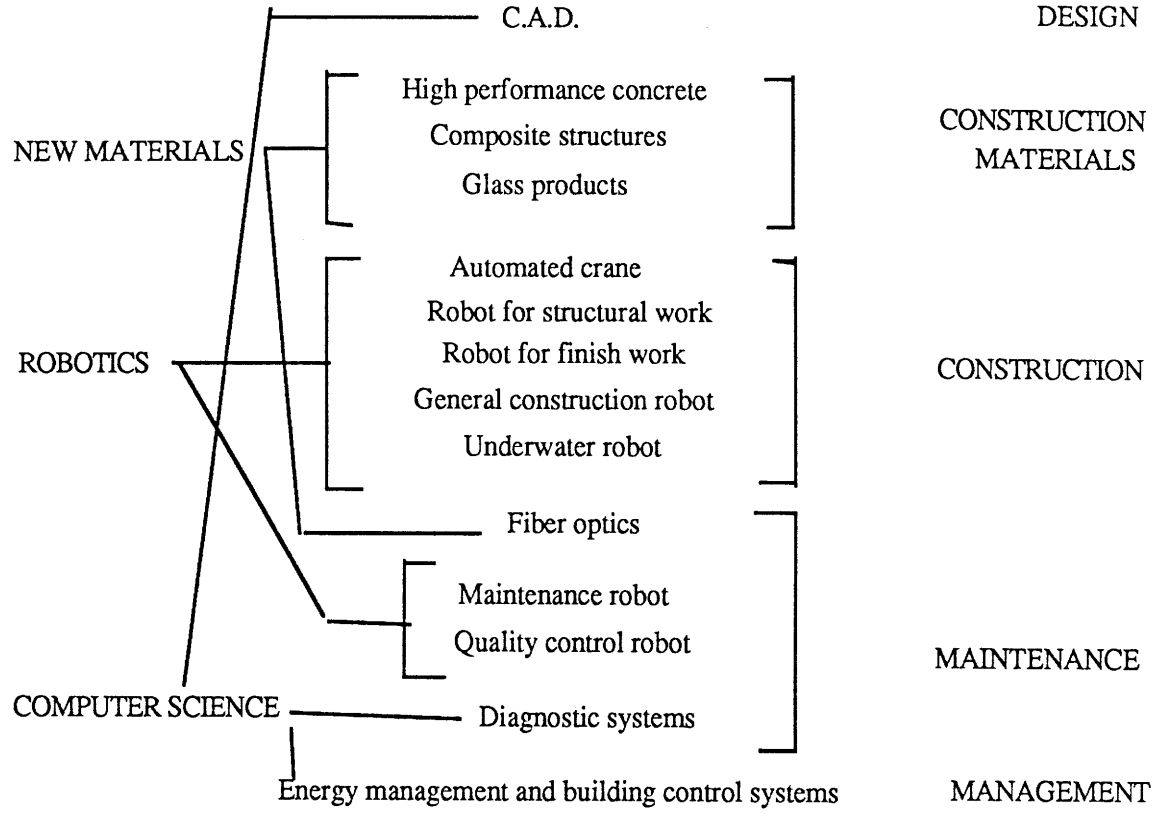 C.A.D.
DESIGN
NEW MATERIALS
High performance concrete
Composite structures
Glass products
CONSTRUCTION
MATERIALS
ROBOTICS
Automated crane
Robot for structural work
Robot for finish work
General construction robot
Underwater robot
CONSTRUCTION
Fiber optics
Maintenance robot
Quality control robot
MAINTENANCE
COMPUTER SCIENCE
Diagnostic systems
Energy management and building control systems
MANAGEMENT